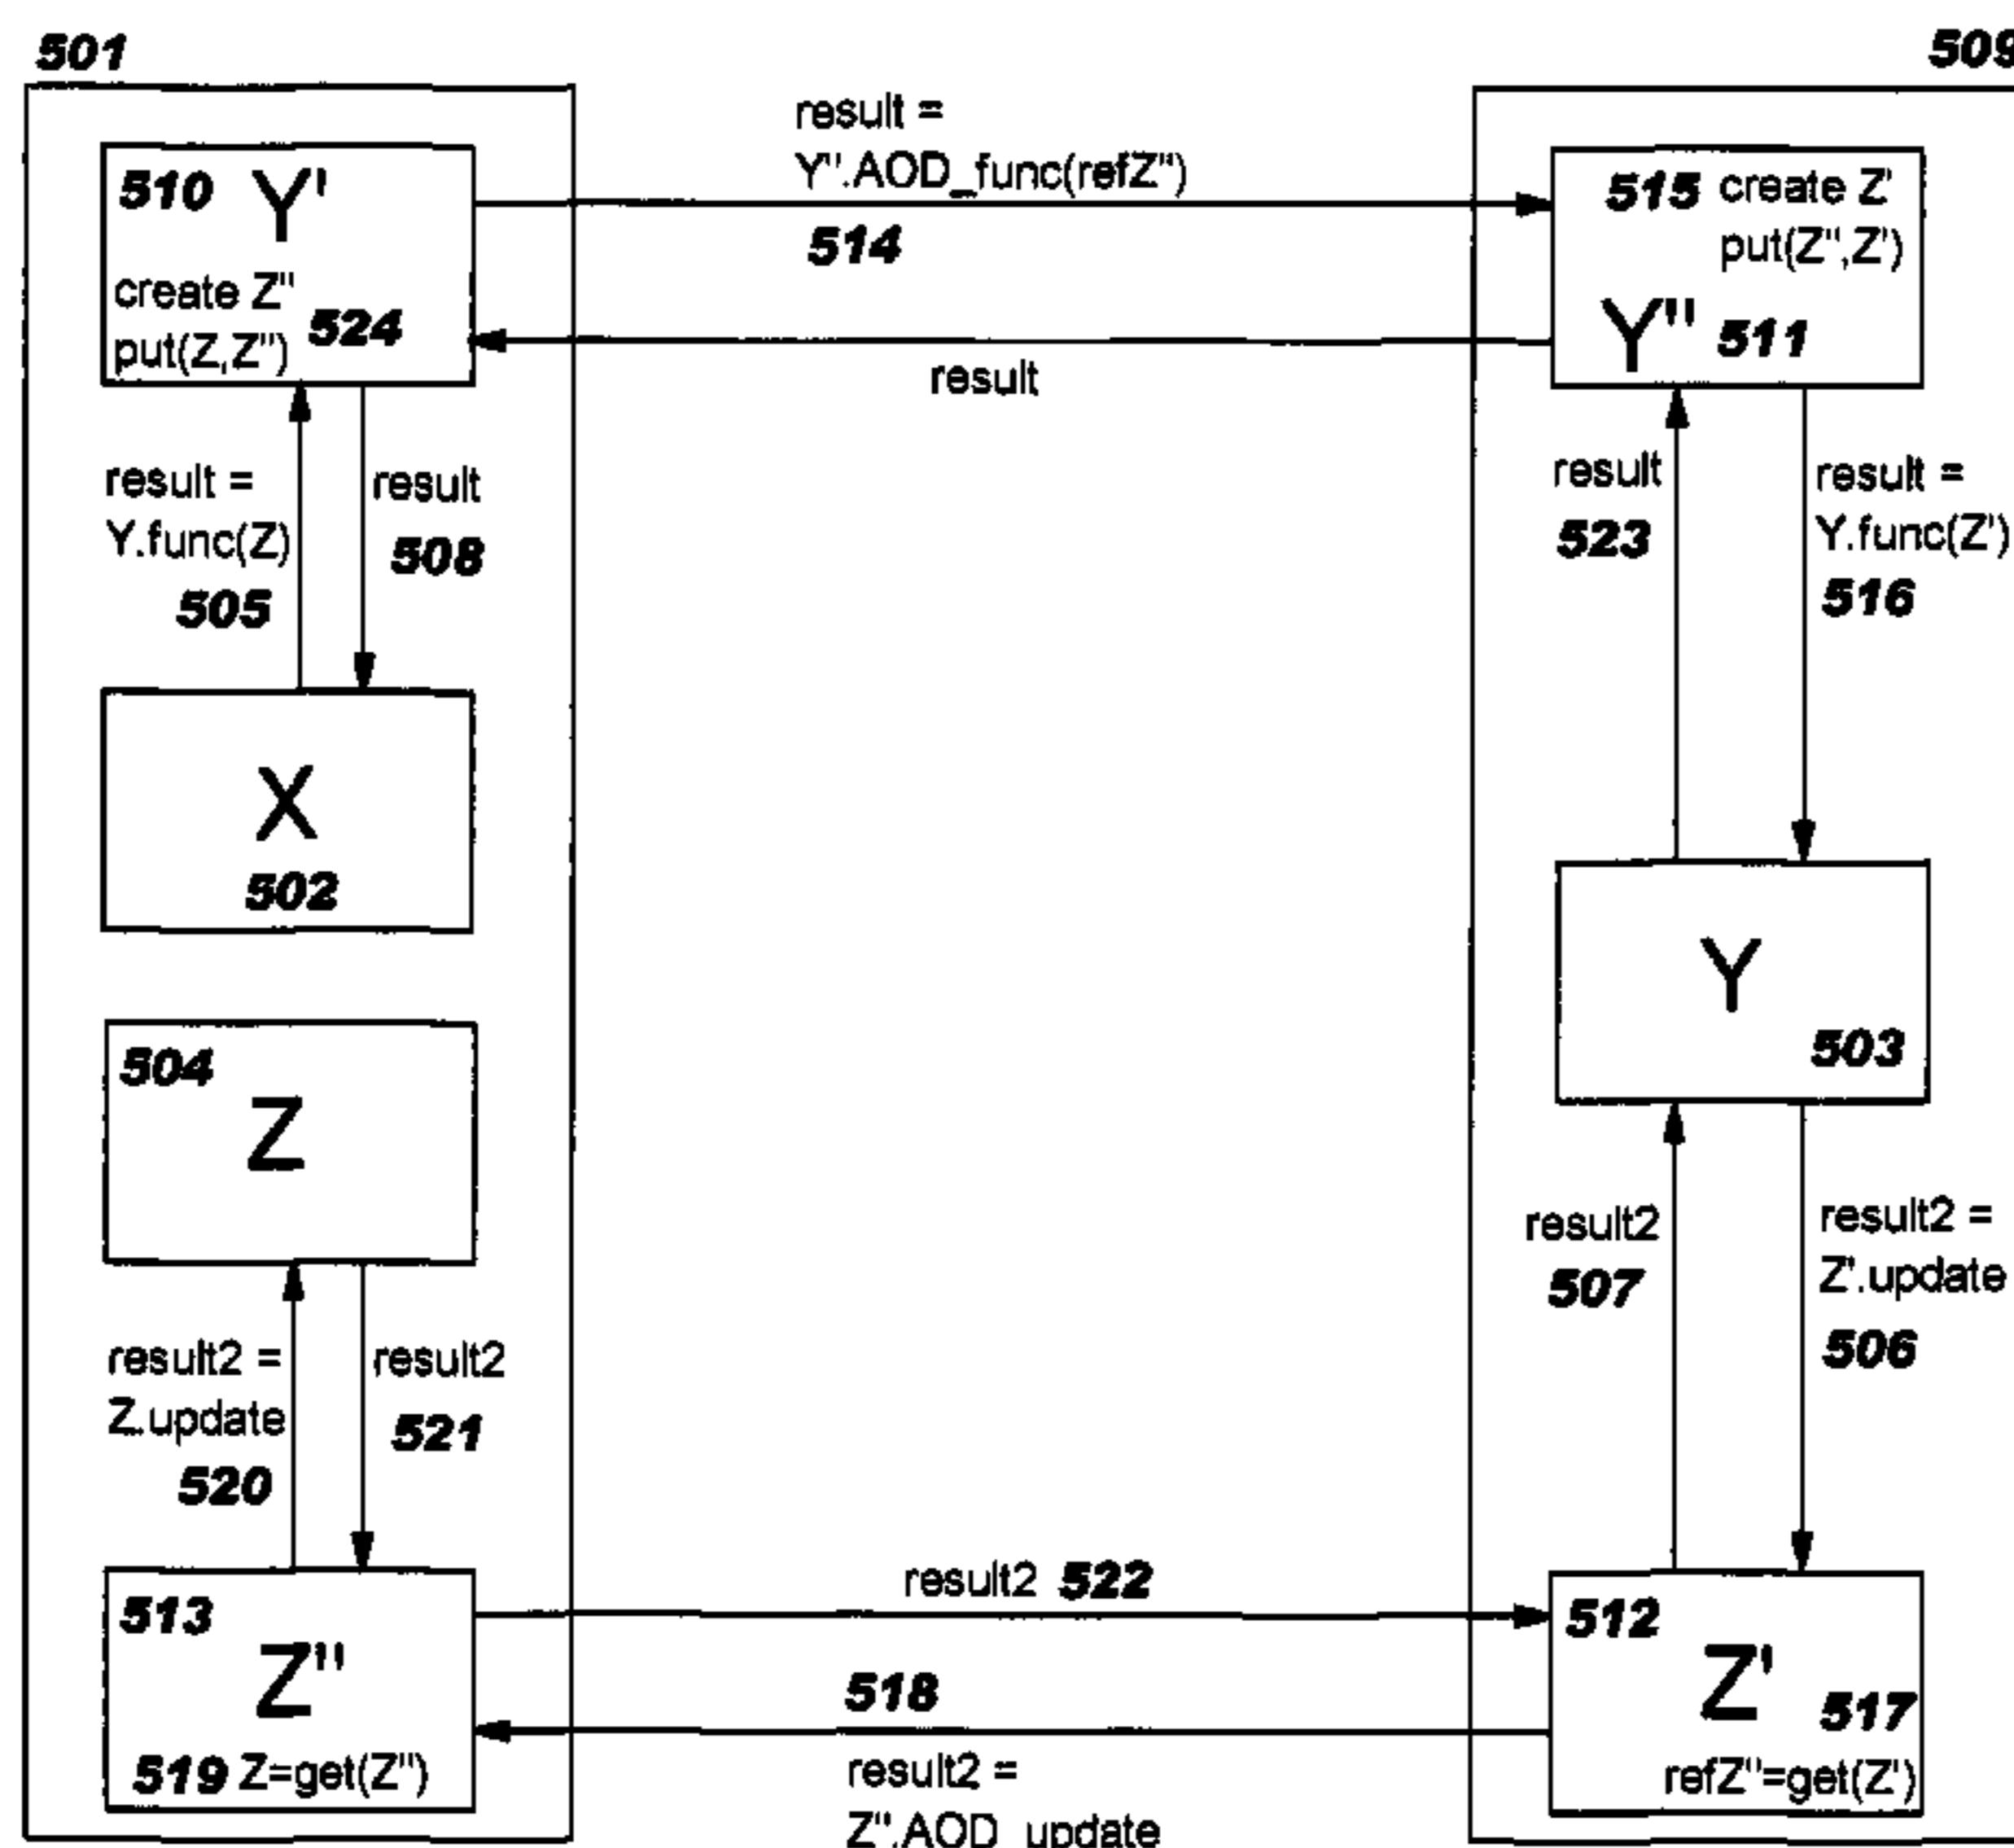 501
509
510 Y'
create Z"
524
put(Z,Z")
result =
Y".AOD_func(refZ")
514
result
515 create Z'
put(Z",Z')
Y" 511
result =
Y.func(Z)
505
result
508
result
523
result =
Y.func(Z')
516
X
502
Y
503
504
Z
result2
507
result2 =
Z'.update
506
result2 =
Z.update
520
result2
521
513
Z"
519 Z=get(Z")
result2 522
518
result2 =
Z".AOD_update
512
Z'
517
refZ"=get(Z')